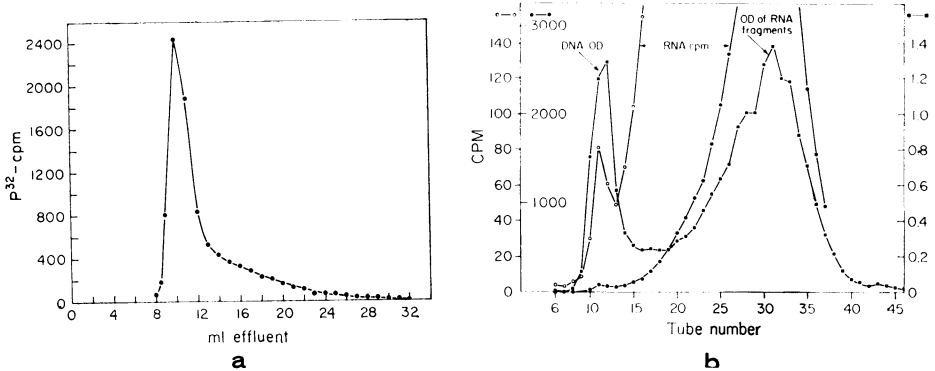 2400
2000
1600
1200
800
400
0
P32-cpm
0 4 8 12 16 20 24 28 32
ml effluent
a
140
120
100
80
60
40
20
0
CPM
3000
2000
1000
DNA OD
RNA cpm
OD of RNA
fragments
1.4
1.2
1.0
0.8
0.6
0.4
0.2
0
6 10 15 20 25 30 35 40 45
Tube number
b